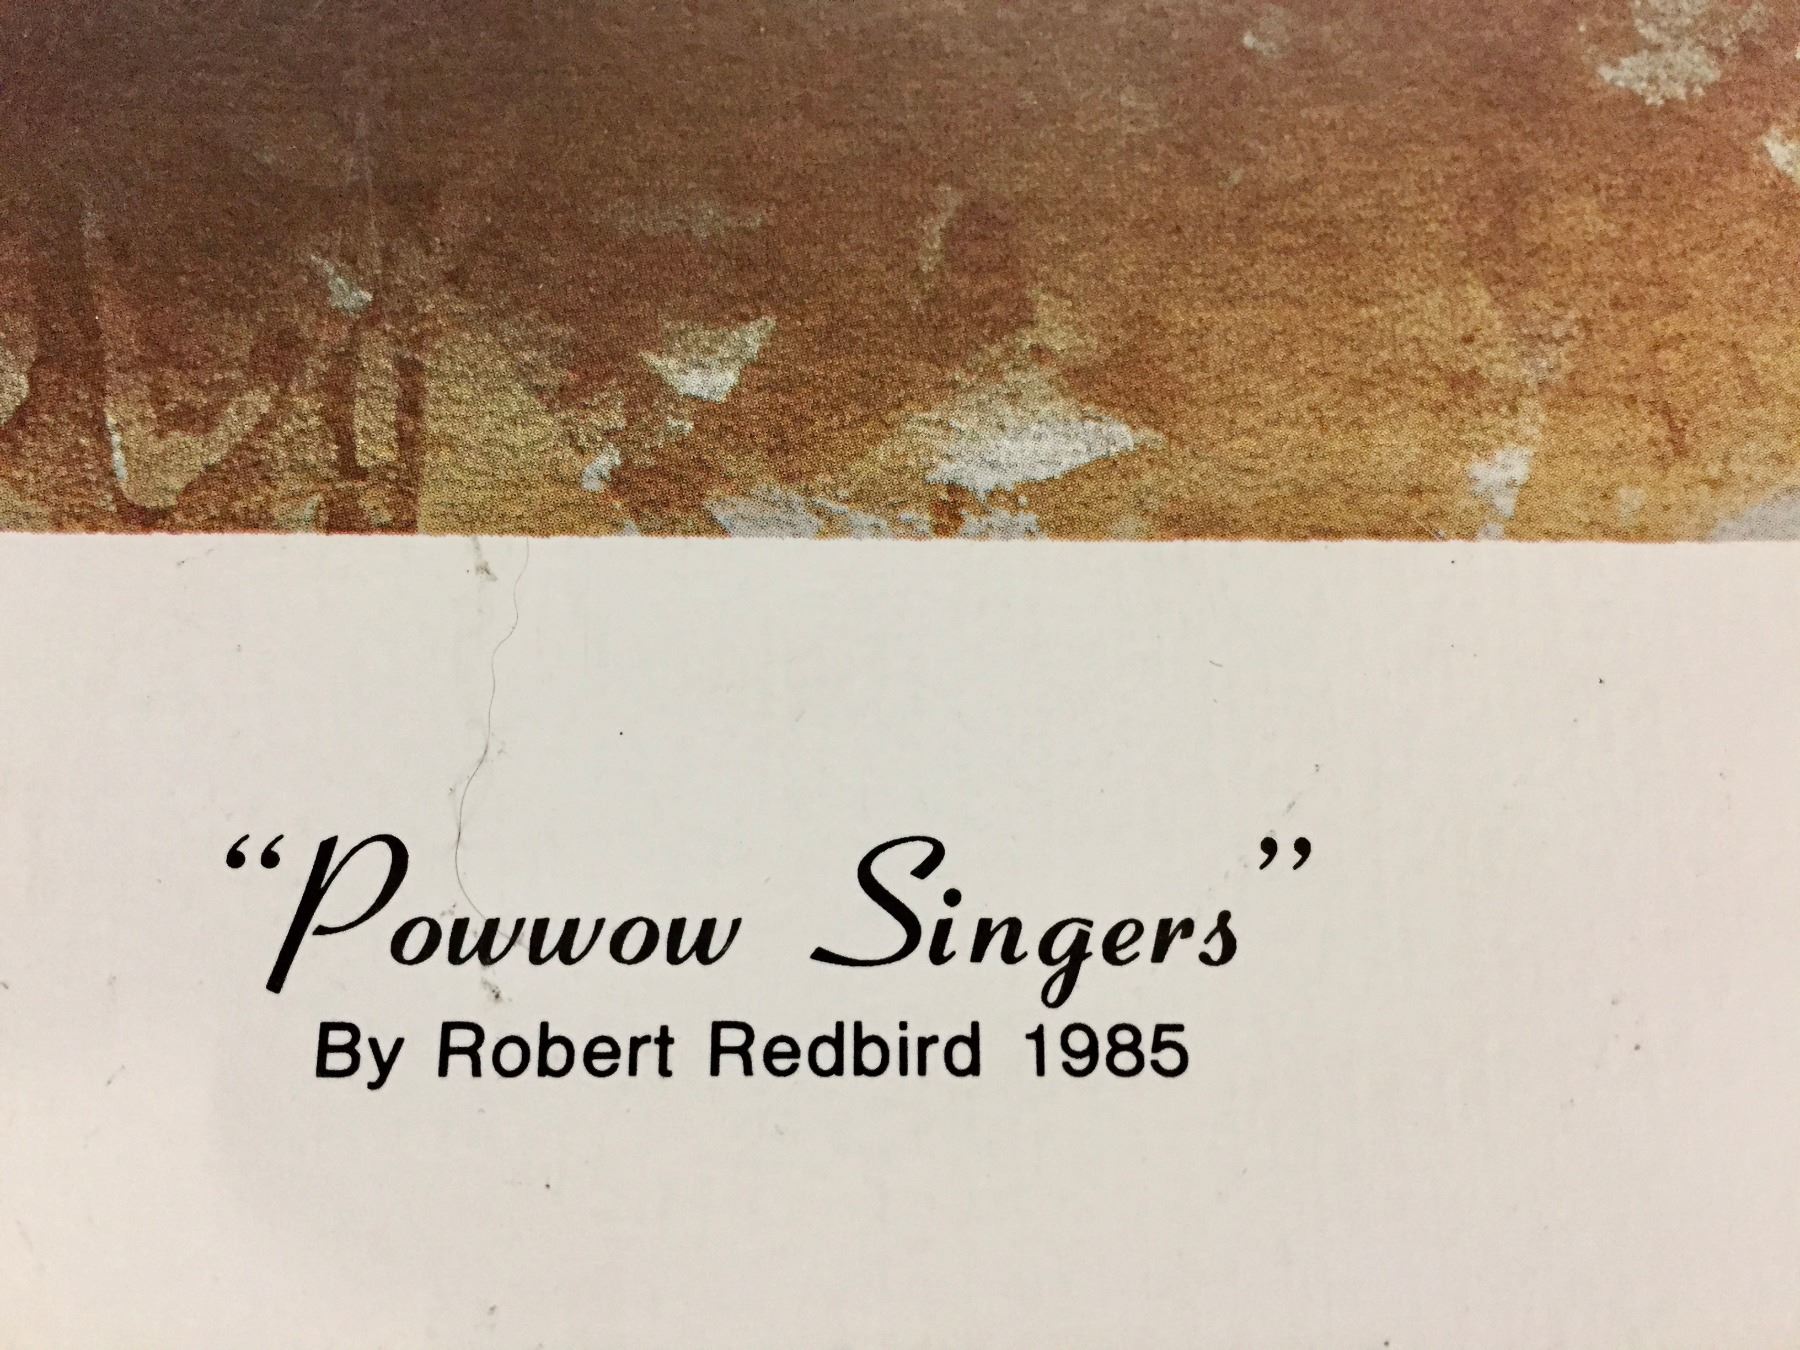 “Powwow Singers”
By Robert Redbird 1985